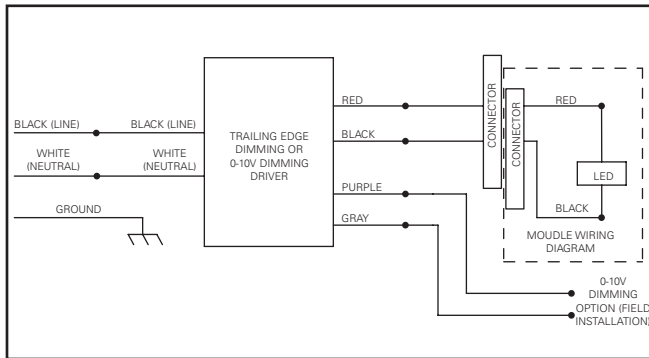 BLACK (LINE)
BLACK (LINE)
WHITE
(NEUTRAL)
WHITE
(NEUTRAL)
GROUND
TRAILING EDGE
DIMMING OR
0-10V DIMMING
DRIVER
RED
BLACK
PURPLE
GRAY
CONNECTOR
CONNECTOR
RED
LED
BLACK
MOUDLE WIRING
DIAGRAM
0-10V
DIMMING
OPTION (FIELD
INSTALLATION)